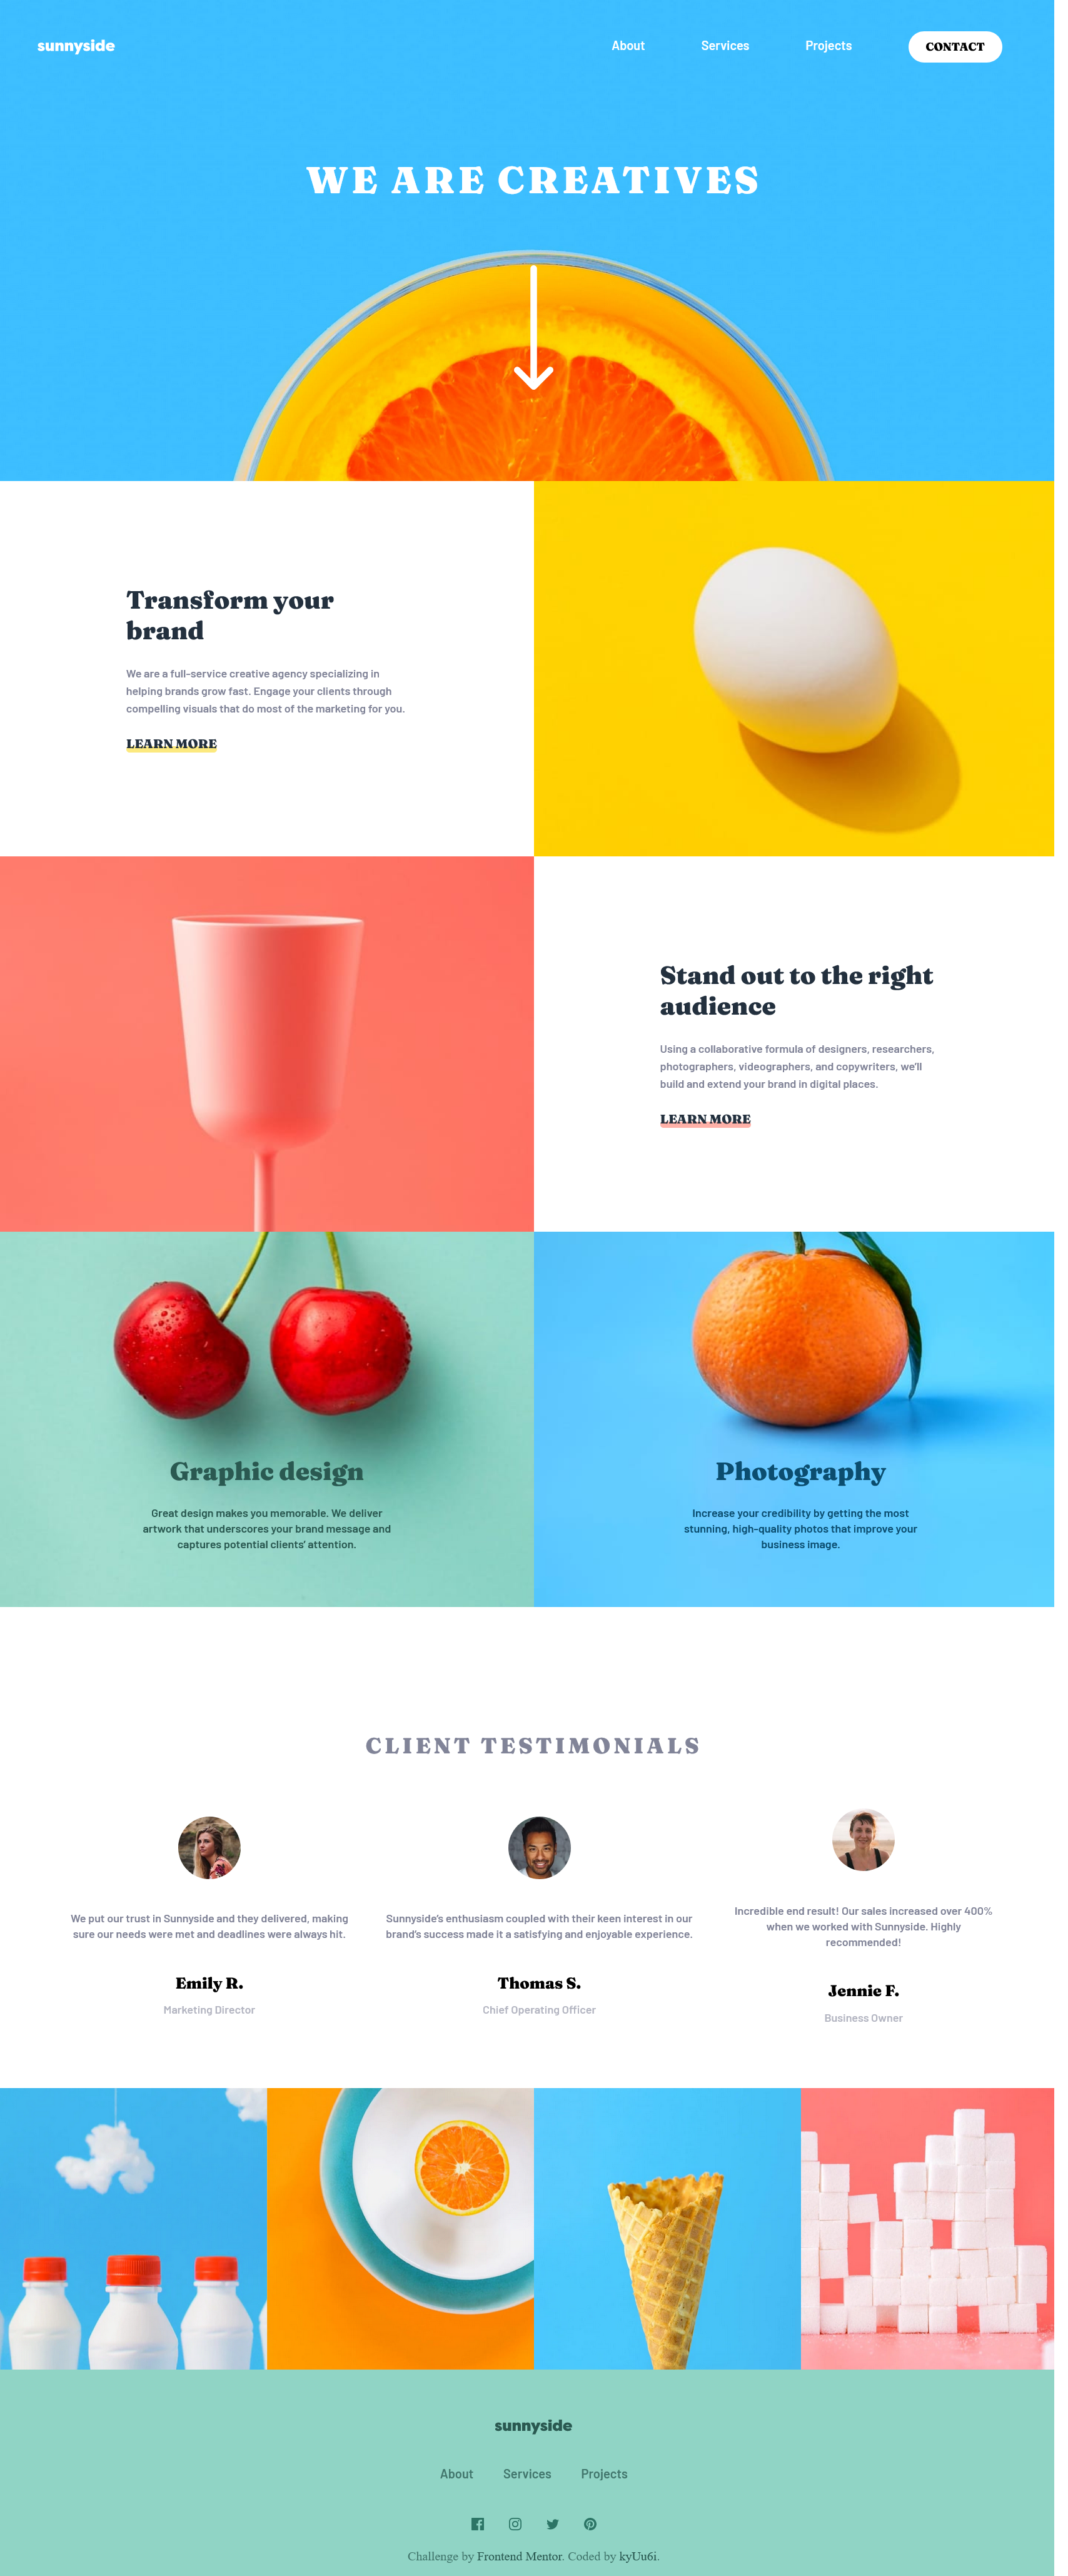 sunnyside
About Services Projects CONTACT
WE ARE CREATIVES
Transform your
brand
We are a full-service creative agency specializing in
helping brands grow fast. Engage your clients through
compelling visuals that do most of the marketing for you.
LEARN MORE
Stand out to the right
audience
Using a collaborative formula of designers, researchers,
photographers, videographers, and copywriters, we'll
build and extend your brand in digital places.
LEARN MORE
Graphic design
Great design makes you memorable. We deliver
artwork that underscores your brand message and
captures potential clients' attention.
Photography
Increase your credibility by getting the most
stunning, high-quality photos that improve your
business image.
CLIENT TESTIMONIALS
We put our trust in Sunnyside and they delivered, making
sure our needs were met and deadlines were always hit.
Emily R.
Marketing Director
Sunnyside's enthusiasm coupled with their keen interest in our
brand's success made it a satisfying and enjoyable experience.
Thomas S.
Chief Operating Officer
Incredible end result! Our sales increased over 400%
when we worked with Sunnyside. Highly
recommended!
Jennie F.
Business Owner
sunnyside
About Services Projects
Challenge by Frontend Mentor. Coded by kyUu6i.